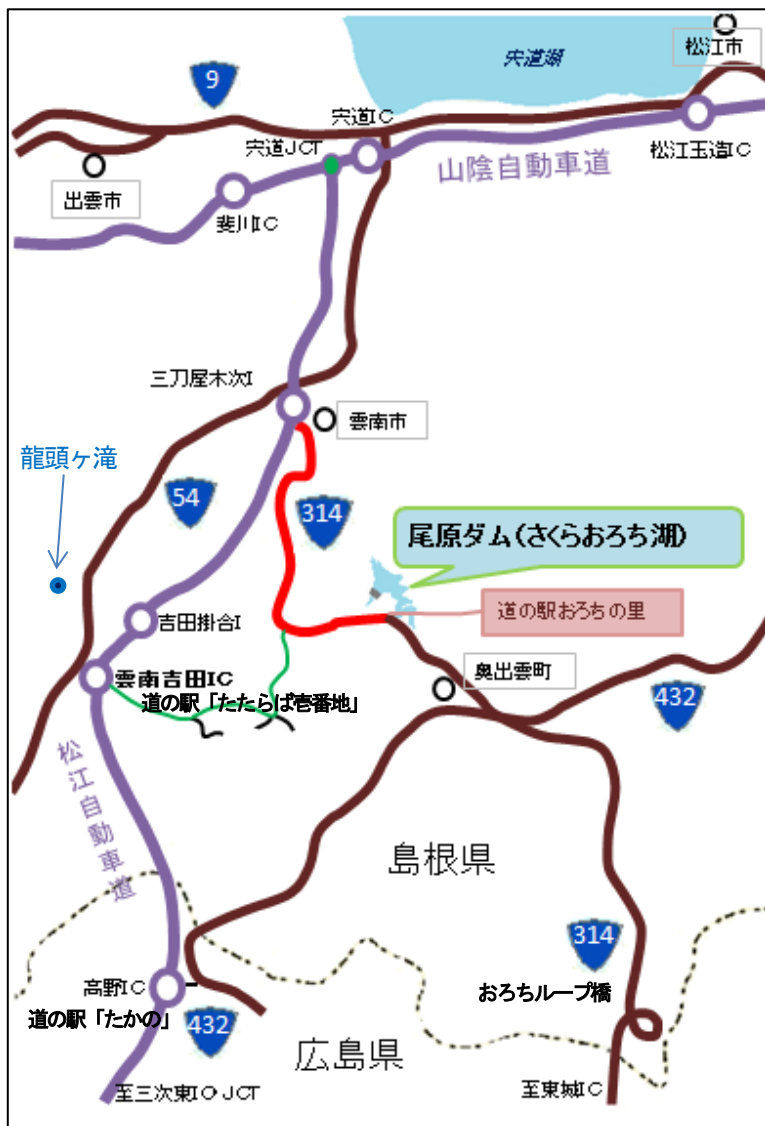 松江市
宍道湖
9
宍道IC
宍道JCT
松江玉造IC
山陰自動車道
出雲市
斐川IC
三刀屋木次I
雲南市
龍頭ヶ滝
54
314
尾原ダム(さくらおろち湖)
道の駅おろちの里
吉田掛合I
雲南吉田IC
奥出雲町
道の駅「たたらば壱番地」
432
松江自動車道
島根県
314
高野IC
おろちループ橋
道の駅「たかの」
432
広島県
至三次東IC・JCT
至東城IC